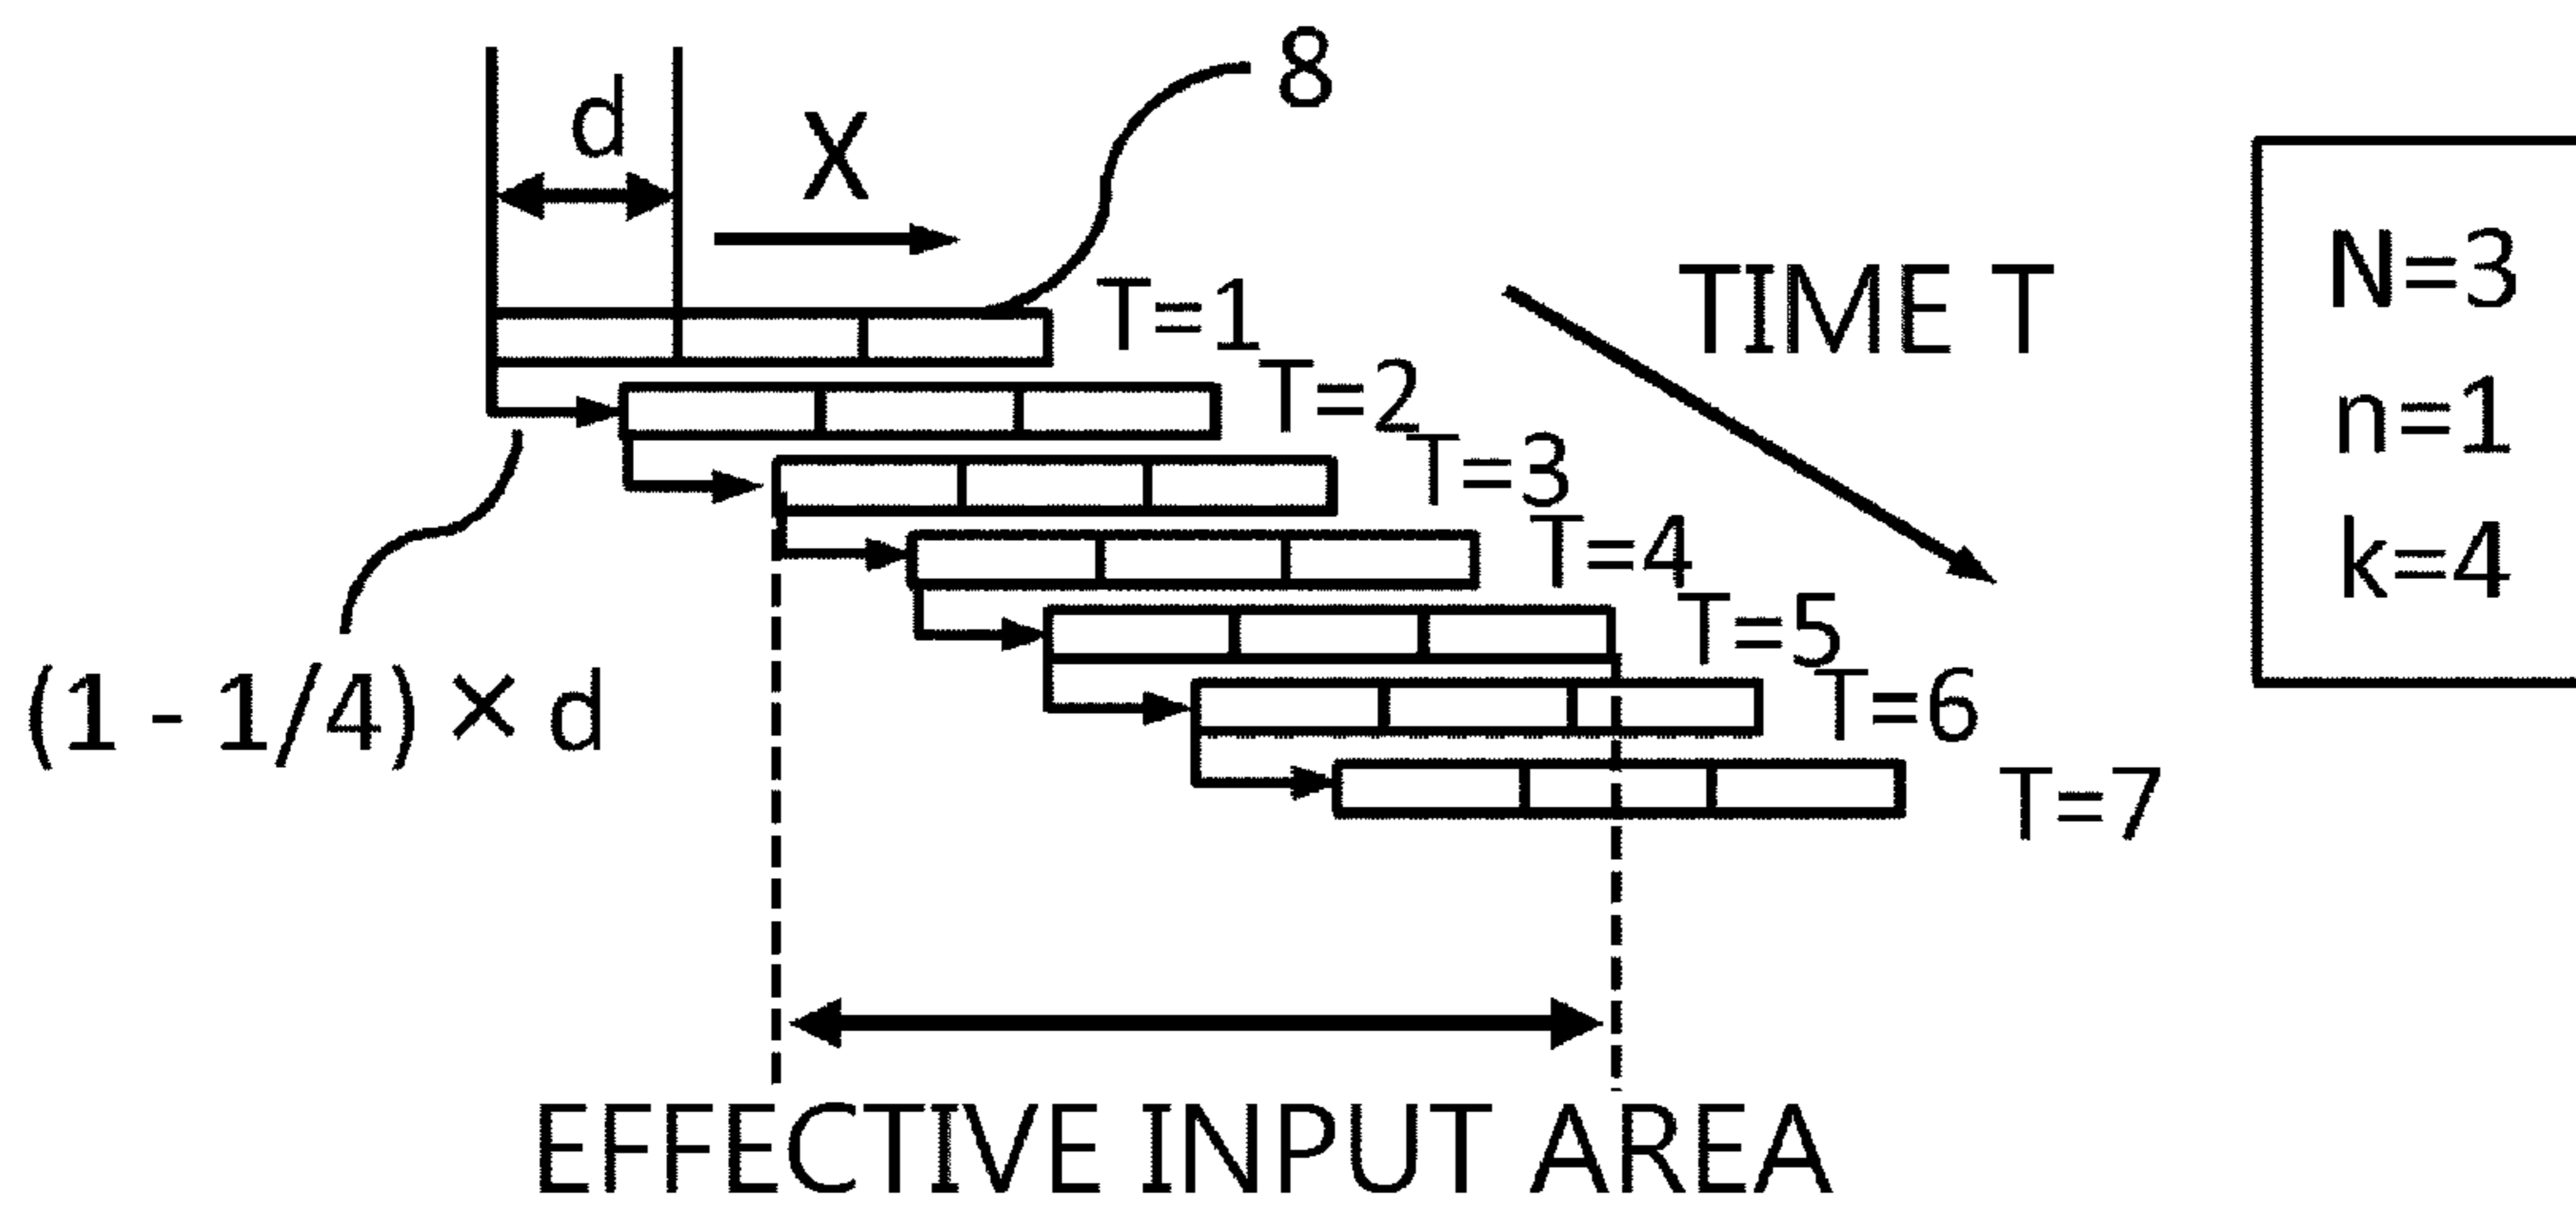 8
d
X
T=1
TIME T
T=2
T=3
T=4
T=5
T=6
T=7
N=3
n=1
k=4
(1 - 1/4) × d
EFFECTIVE INPUT AREA